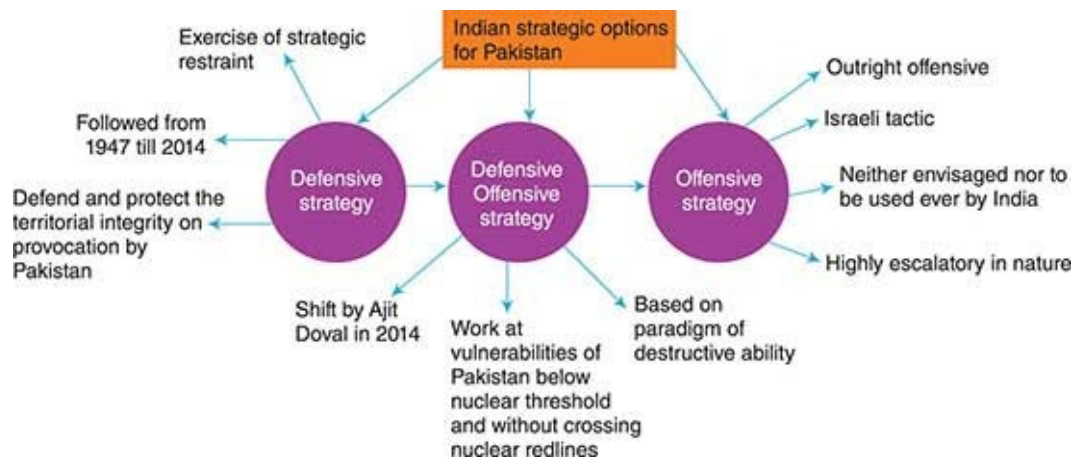 Indian strategic options
for Pakistan
Exercise of strategic
restraint
Followed from
1947 till 2014
Defend and protect the
territorial integrity on
provocation by
Pakistan
Defensive
strategy
Defensive
Offensive
strategy
Shift by Ajit
Doval in 2014
Work at
vulnerabilities of
Pakistan below
nuclear threshold
and without crossing
nuclear redlines
Based on
paradigm of
destructive ability
Offensive
strategy
Outright offensive
Israeli tactic
Neither envisaged nor to
be used ever by India
Highly escalatory in nature